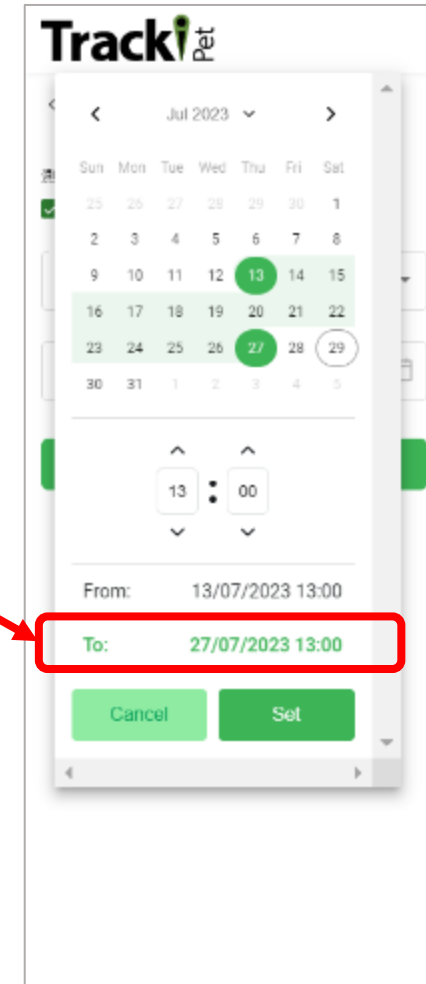 Tracki Pet
Jul 2023
Sun Mon Tue Wed Thu Fri Sat
25 26 27 28 29 30 1
2 3 4 5 6 7 8
9 10 11 12 13 14 15
16 17 18 19 20 21 22
23 24 25 26 27 28 29
30 31 1 2 3 4 5
13 : 00
From: 13/07/2023 13:00
To: 27/07/2023 13:00
Cancel Set